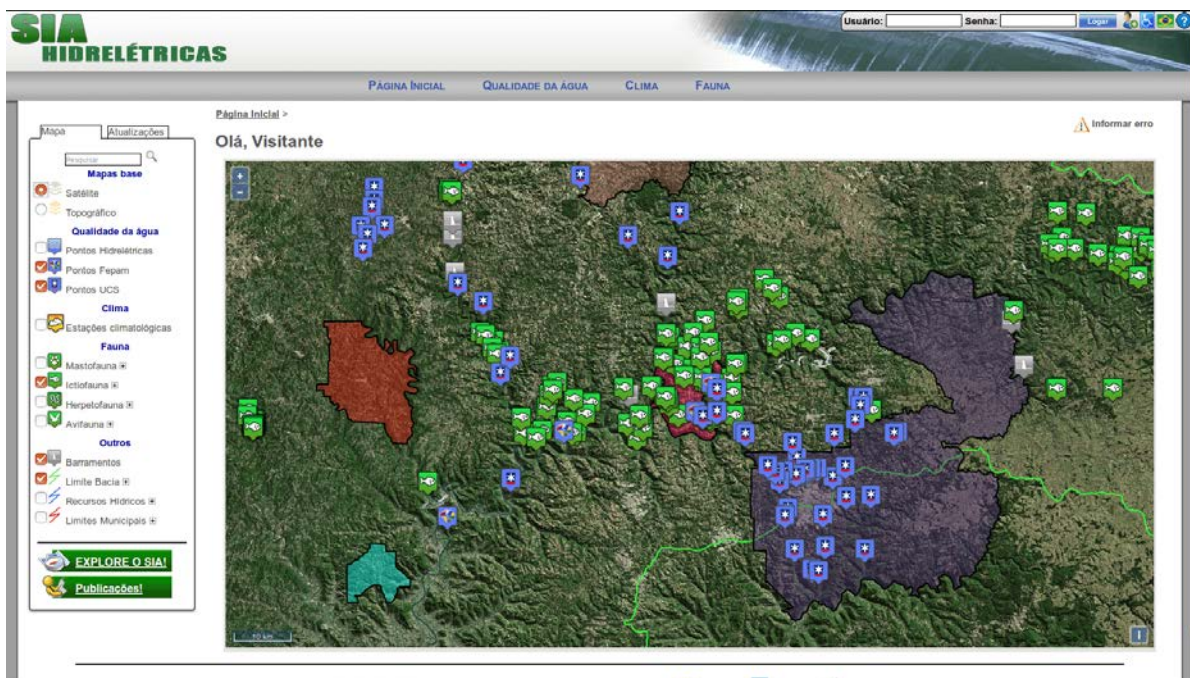 SIA
HIDRELÉTRICAS
Usuário:
Senha:
Logar
PÁGINA INICIAL
QUALIDADE DA ÁGUA
CLIMA
FAUNA
Página Inicial >
Informar erro
Olá, Visitante
Mapa
Atualizações
Pesquisar
Mapas base
Satélite
Topográfico
Qualidade da água
Pontos Hidrelétricas
Pontos Fepam
Pontos UCS
Clima
Estações climatológicas
Fauna
Mastofauna
Ictiofauna
Herpetofauna
Avifauna
Outros
Barramentos
Limite Bacia
Recursos Hídricos
Limites Municipais
EXPLORE O SIA!
Publicações!
10 km
i